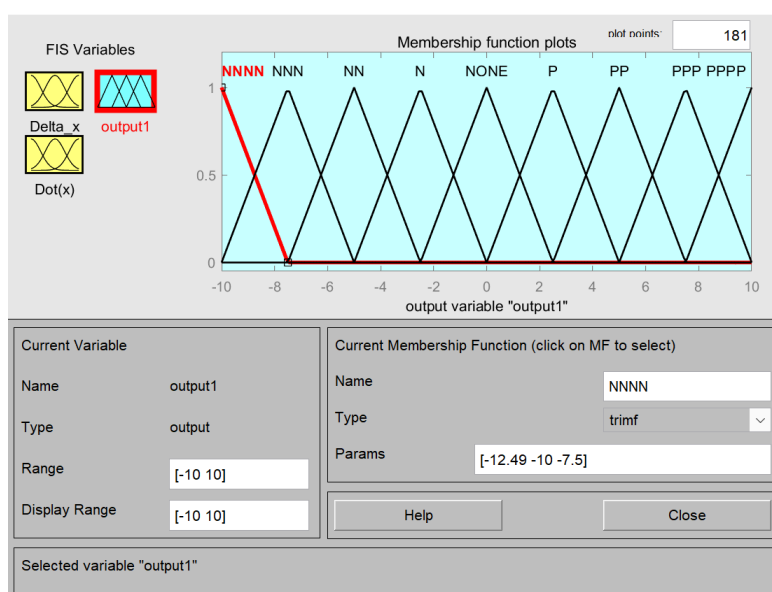 FIS Variables
Membership function plots
plot points:
181
NNNN NNN NN N NONE P PP PPP PPPP
Delta_x
output1
Dot(x)
1
0.5
0
-10 -8 -6 -4 -2 0 2 4 6 8 10
output variable "output1"
Current Variable
Name output1
Type output
Range [-10 10]
Display Range [-10 10]
Current Membership Function (click on MF to select)
Name NNNN
Type trimf
Params [-12.49 -10 -7.5]
Help Close
Selected variable "output1"